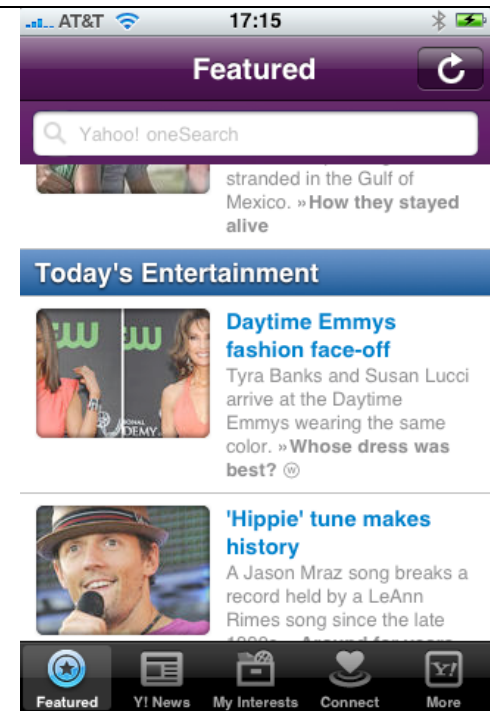 AT&T 17:15
Featured
Yahoo! oneSearch
stranded in the Gulf of
Mexico. »How they stayed
alive
Today's Entertainment
Daytime Emmys
fashion face-off
Tyra Banks and Susan Lucci
arrive at the Daytime
Emmys wearing the same
color. »Whose dress was
best? w
'Hippie' tune makes
history
A Jason Mraz song breaks a
record held by a LeAnn
Rimes song since the late
Featured Y! News My Interests Connect More
Y!